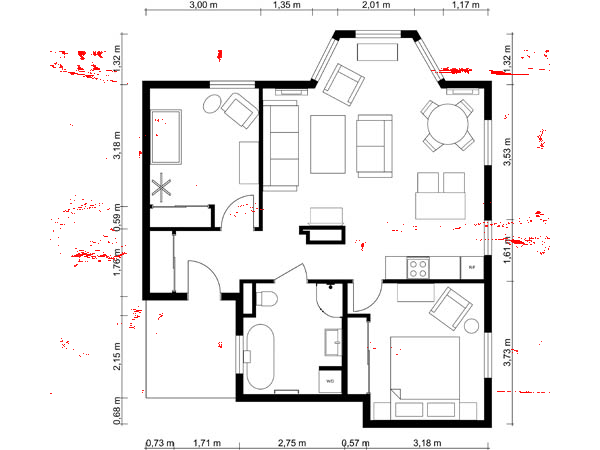 3,00 m 1,35 m 2,01 m 1,17 m
1,32 m
1,32 m
3,18 m
3,53 m
0,59 m
1,76 m
1,61 m
R/F
2,15 m
3,73 m
WD
0,68 m
0,73 m 1,71 m 2,75 m 0,57 m 3,18 m